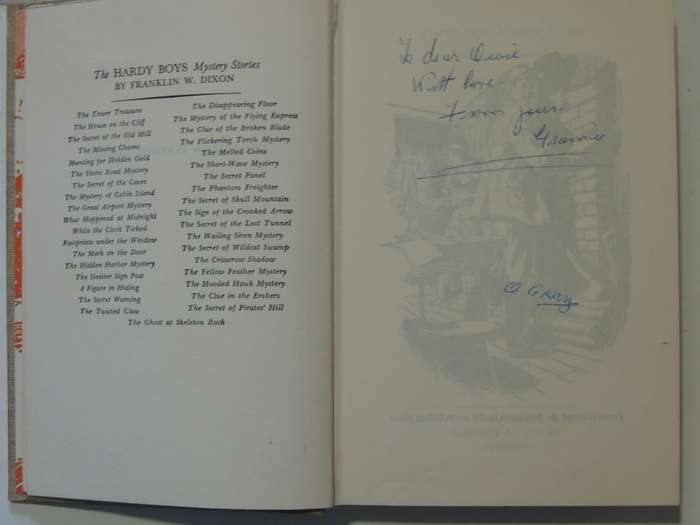 The HARDY BOYS Mystery Stories
BY FRANKLIN W. DIXON
The Tower Treasure
The House on the Cliff
The Secret of the Old Mill
The Missing Chums
Hunting for Hidden Gold
The Shore Road Mystery
The Secret of the Caves
The Mystery of Cabin Island
The Great Airport Mystery
What Happened at Midnight
While the Clock Ticked
Footprints under the Window
The Mark on the Door
The Hidden Harbor Mystery
The Sinister Sign Post
A Figure in Hiding
The Secret Warning
The Twisted Claw
The Disappearing Floor
The Mystery of the Flying Express
The Clue of the Broken Blade
The Flickering Torch Mystery
The Melted Coins
The Short-Wave Mystery
The Secret Panel
The Phantom Freighter
The Secret of Skull Mountain
The Sign of the Crooked Arrow
The Secret of the Lost Tunnel
The Wailing Siren Mystery
The Secret of Wildcat Swamp
The Crisscross Shadow
The Yellow Feather Mystery
The Hooded Hawk Mystery
The Clue in the Embers
The Secret of Pirates' Hill
The Ghost at Skeleton Rock
To dear
With love
from your
Grannie